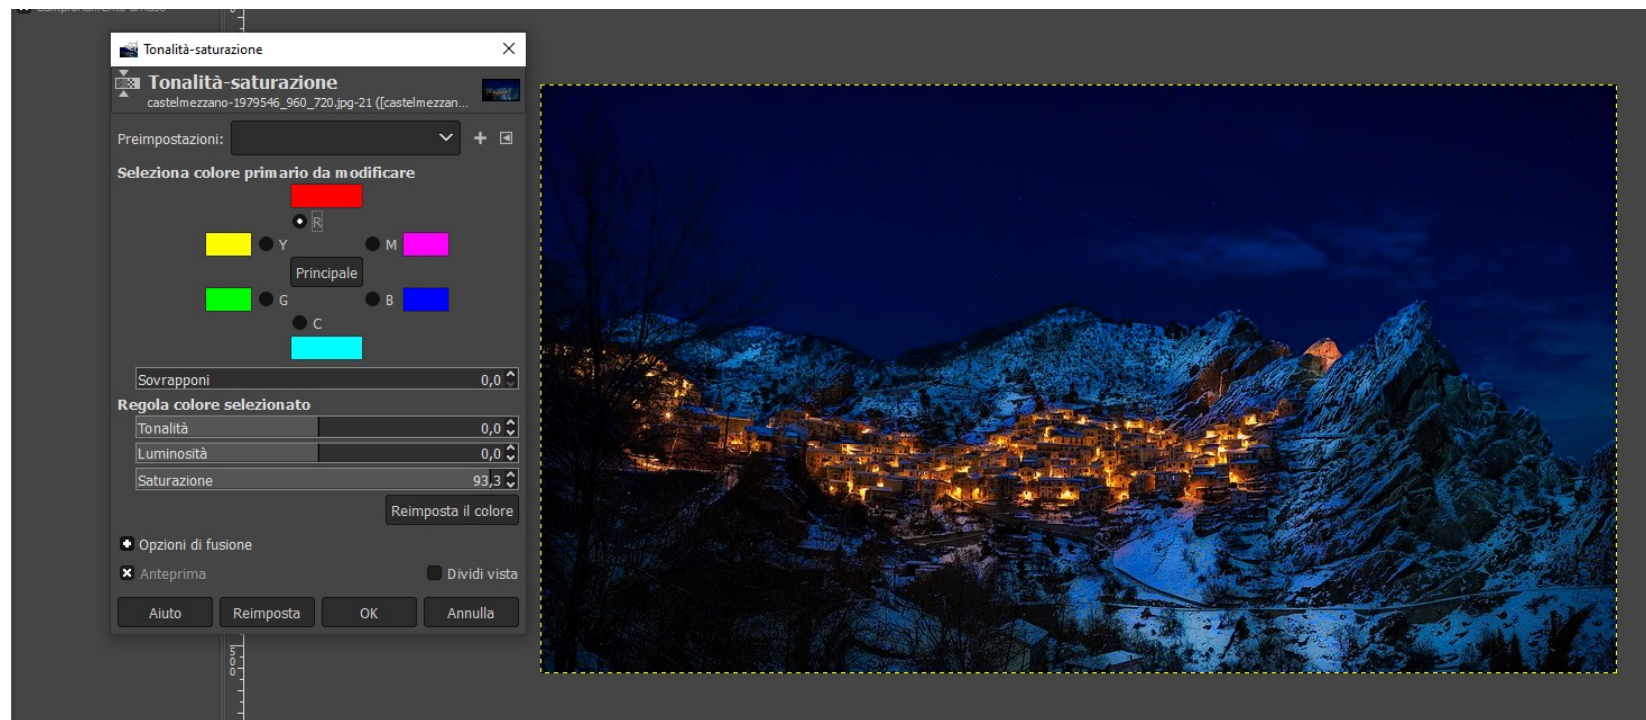 Tonalità-saturazione
Tonalità-saturazione
castelmezzano-1979546_960_720.jpg-21 ([castelmezzan...
Preimpostazioni:
Seleziona colore primario da modificare
R
Y M
Principale
G B
C
Sovrapponi 0,0
Regola colore selezionato
Tonalità 0,0
Luminosità 0,0
Saturazione 93,3
Reimposta il colore
Opzioni di fusione
Anteprima Dividi vista
Aiuto Reimposta OK Annulla
500